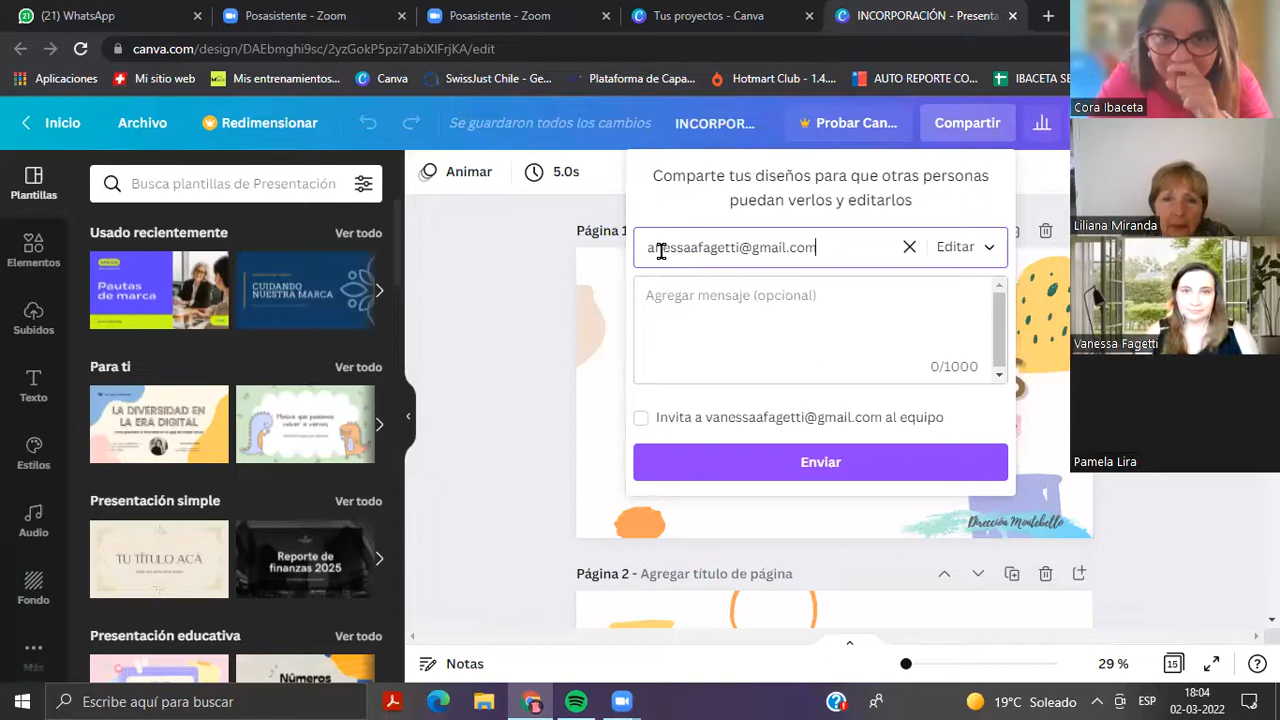 (21) WhatsApp
Posasistente - Zoom
Posasistente - Zoom
Tus proyectos - Canva
INCORPORACIÓN - Presenta
canva.com/design/DAEbmghi9sc/2yzGokP5pzi7abiXIFrjKA/edit
Aplicaciones
Mi sitio web
Mis entrenamientos...
Canva
SwissJust Chile - Ge...
Plataforma de Capa...
Hotmart Club - 1.4...
AUTO REPORTE CO...
IBACETA SE
Cora Ibaceta
Inicio
Archivo
Redimensionar
Se guardaron todos los cambios
INCORPOR...
Probar Can...
Compartir
Plantillas
Busca plantillas de Presentación
Animar
5.0s
Comparte tus diseños para que otras personas
puedan verlos y editarlos
Liliana Miranda
Elementos
Usado recientemente
Ver todo
Página 1
@gmail.com
Editar
Pautas
de marca
CUIDANDO
NUESTRA MARCA
Agregar mensaje (opcional)
Subidos
0/1000
Vanessa Fagetti
Para ti
Ver todo
Texto
LA DIVERSIDAD EN
LA ERA DIGITAL
Invita a vanessaafagetti@gmail.com al equipo
Estilos
Enviar
Pamela Lira
Presentación simple
Ver todo
Audio
TU TÍTULO ACÁ
Reporte de
finanzas 2025
Dirección Montebello
Fondo
Página 2 - Agregar título de página
Presentación educativa
Ver todo
Más
Números
Notas
29 %
15
Escribe aquí para buscar
19°C Soleado
ESP
18:04
02-03-2022